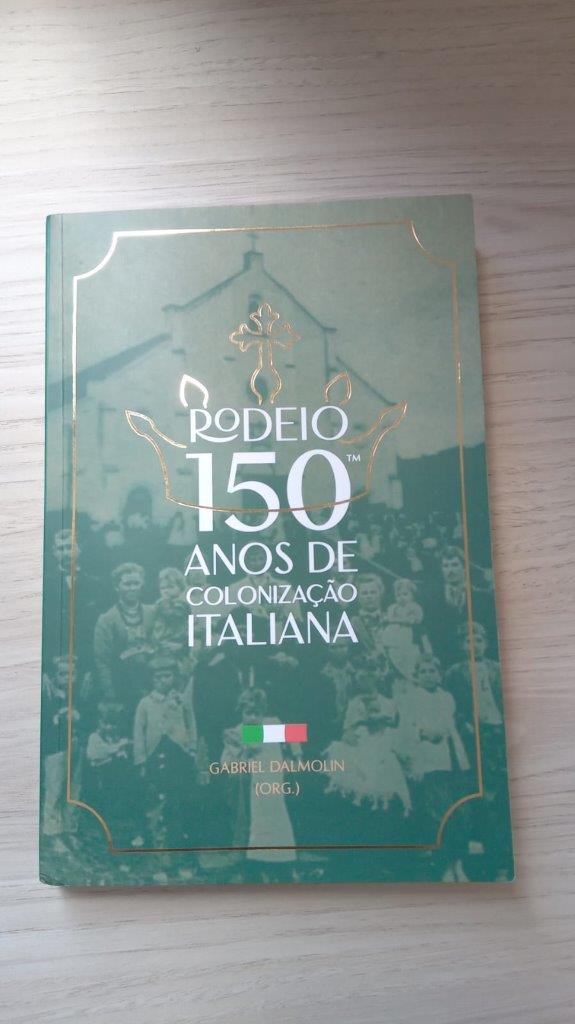 RODEIO
150™
ANOS DE
COLONIZAÇÃO
ITALIANA
GABRIEL DALMOLIN
(ORG.)